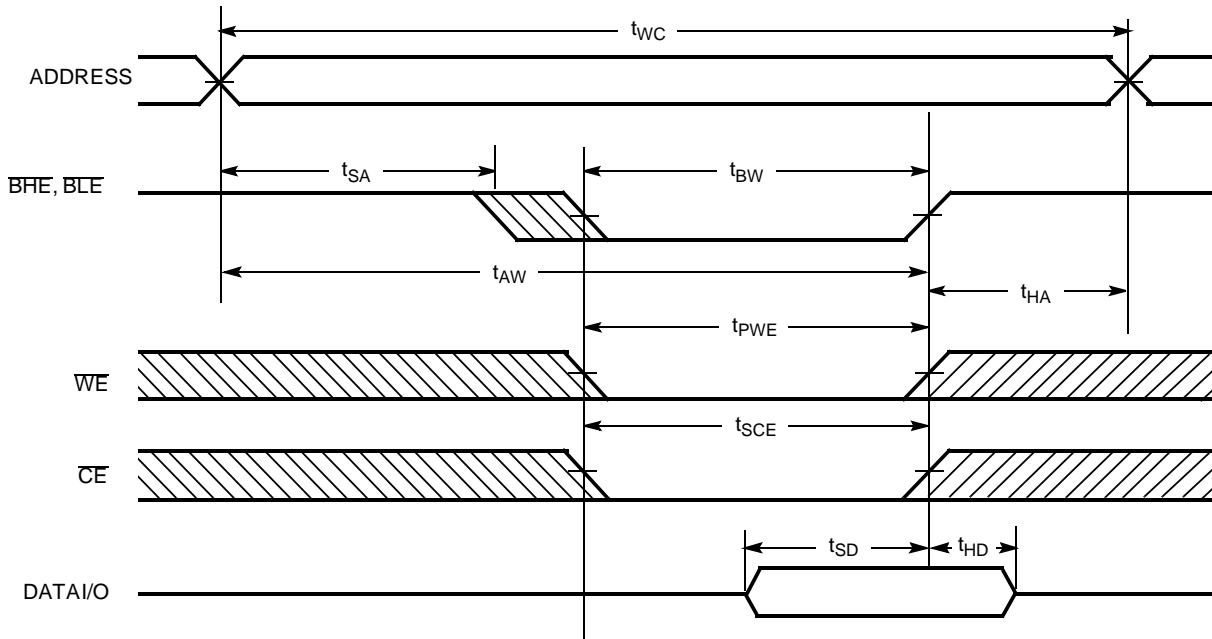 tWC
ADDRESS
tSA
tBW
BHE, BLE
tAW
tHA
tPWE
WE
tSCE
CE
tSD
tHD
DATAI/O